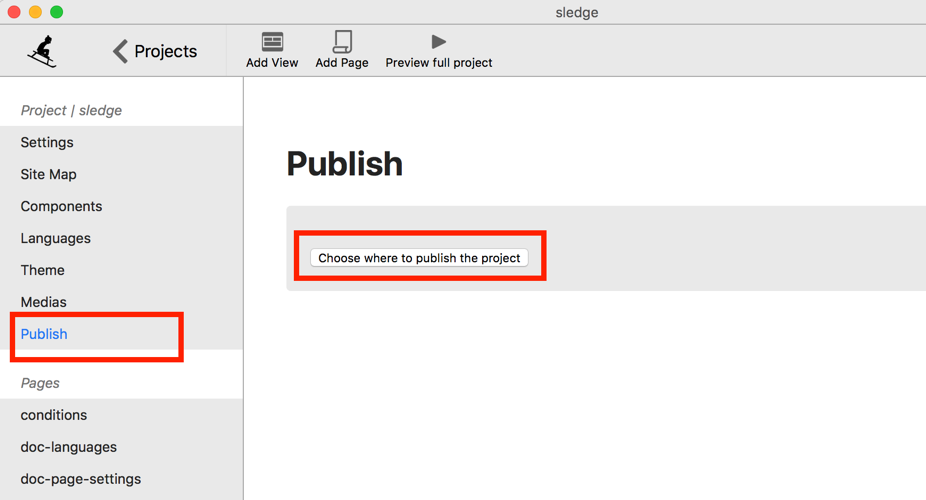 sledge
Projects
Add View
Add Page
Preview full project
Project | sledge
Settings
Site Map
Components
Languages
Theme
Medias
Publish
Pages
conditions
doc-languages
doc-page-settings
Publish
Choose where to publish the project